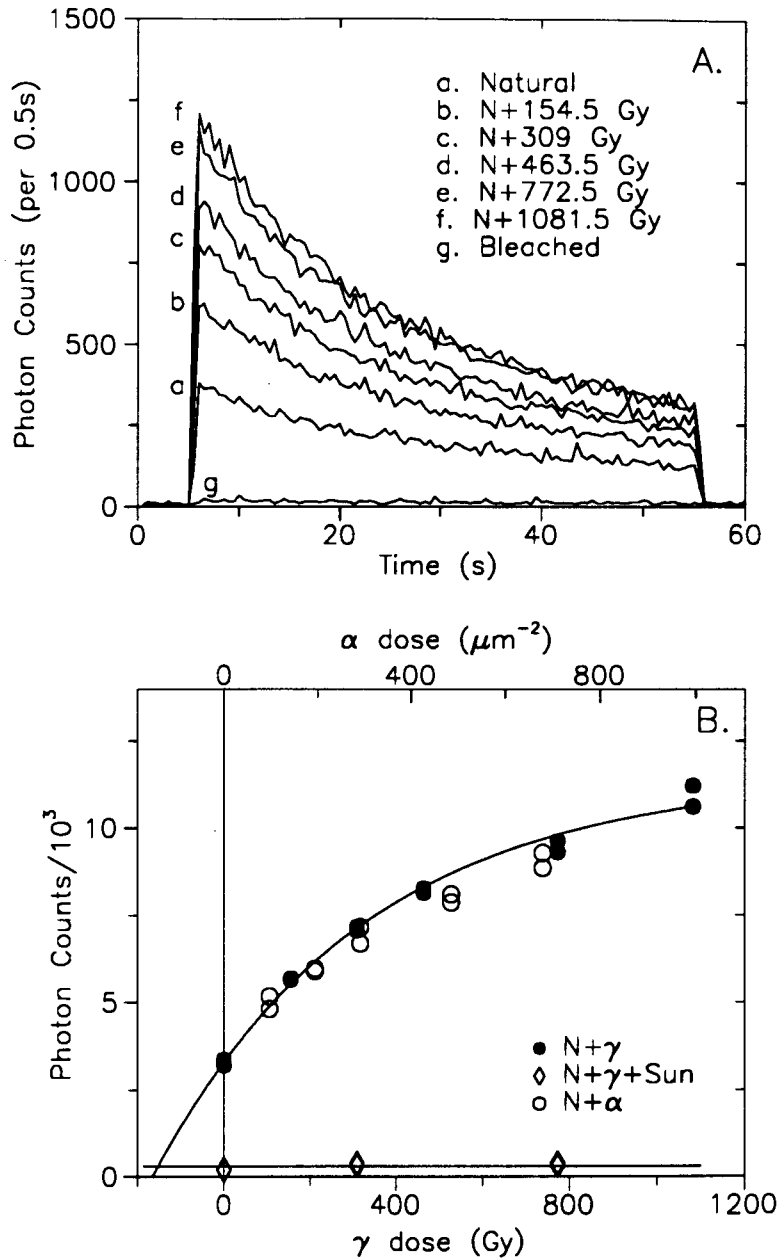 1500
A.
a. Natural
b. N+154.5 Gy
c. N+309 Gy
d. N+463.5 Gy
e. N+772.5 Gy
f. N+1081.5 Gy
g. Bleached
1000
500
0
Photon Counts (per 0.5s)
f
e
d
c
b
a
g
0 20 40 60
Time (s)
α dose (μm⁻²)
0 400 800
B.
10
5
0
Photon Counts/10³
N+γ
N+γ+Sun
N+α
0 400 800 1200
γ dose (Gy)